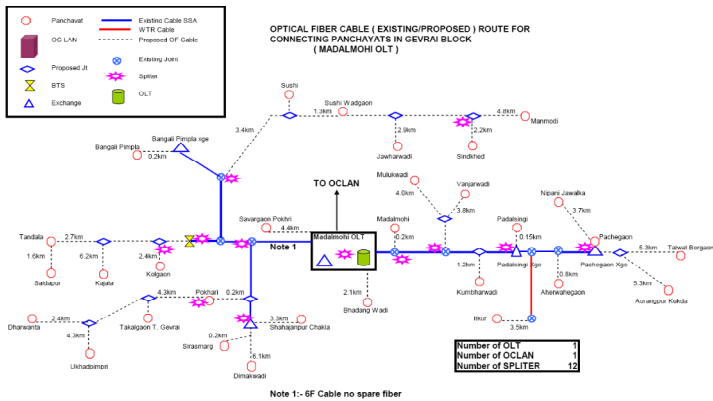 OPTICAL FIBER CABLE ( EXISTING/PROPOSED ) ROUTE FOR
CONNECTING PANCHAYATS IN GEVRAI BLOCK
( MADALMOHI OLT )
Panchayat
Existing Cable SSA
WTR Cable
OC LAN
Proposed OF Cable
Proposed Jt
Existing Joint
BTS
Spliter
Exchange
OLT
Sushi
Sushi Wadgaon
1.3km
4.8km
Manmodi
3.4km
2.9km
2.2km
Jawharwadi
Sindkhed
Bangali Pimpla xge
Bangali Pimpla
0.2km
Mulukwadi
Vanjarwadi
4.0km
3.8km
Nipani Jawalka
3.7km
TO OCLAN
Savargaon Pokhri
4.4km
Madalmohi
0.2km
Padalsingi
0.15km
Pachegaon
Tandala
2.7km
Note 1
Madalmohi OLT
6.3km
Talwat Borgaon
1.6km
6.2km
2.4km
Kolgaon
1.2km
Padalsingi Xge
Pachegaon Xge
Saidapur
Kajala
2.1km
Kumbharwadi
0.8km
Aherwahegaon
5.3km
Aurangpur Kukda
4.3km
Pokhari
0.2km
Bhadang Wadi
2.4km
Dharwanta
4.3km
Takalgaon T. Gevrai
3.3km
Shahajanpur Chakla
Itkur
3.5km
0.2km
Sirasmarg
6.1km
Dimakwadi
Ukhadpimpri
Number of OLT 1
Number of OCLAN 1
Number of SPLITER 12
Note 1:- 6F Cable no spare fiber